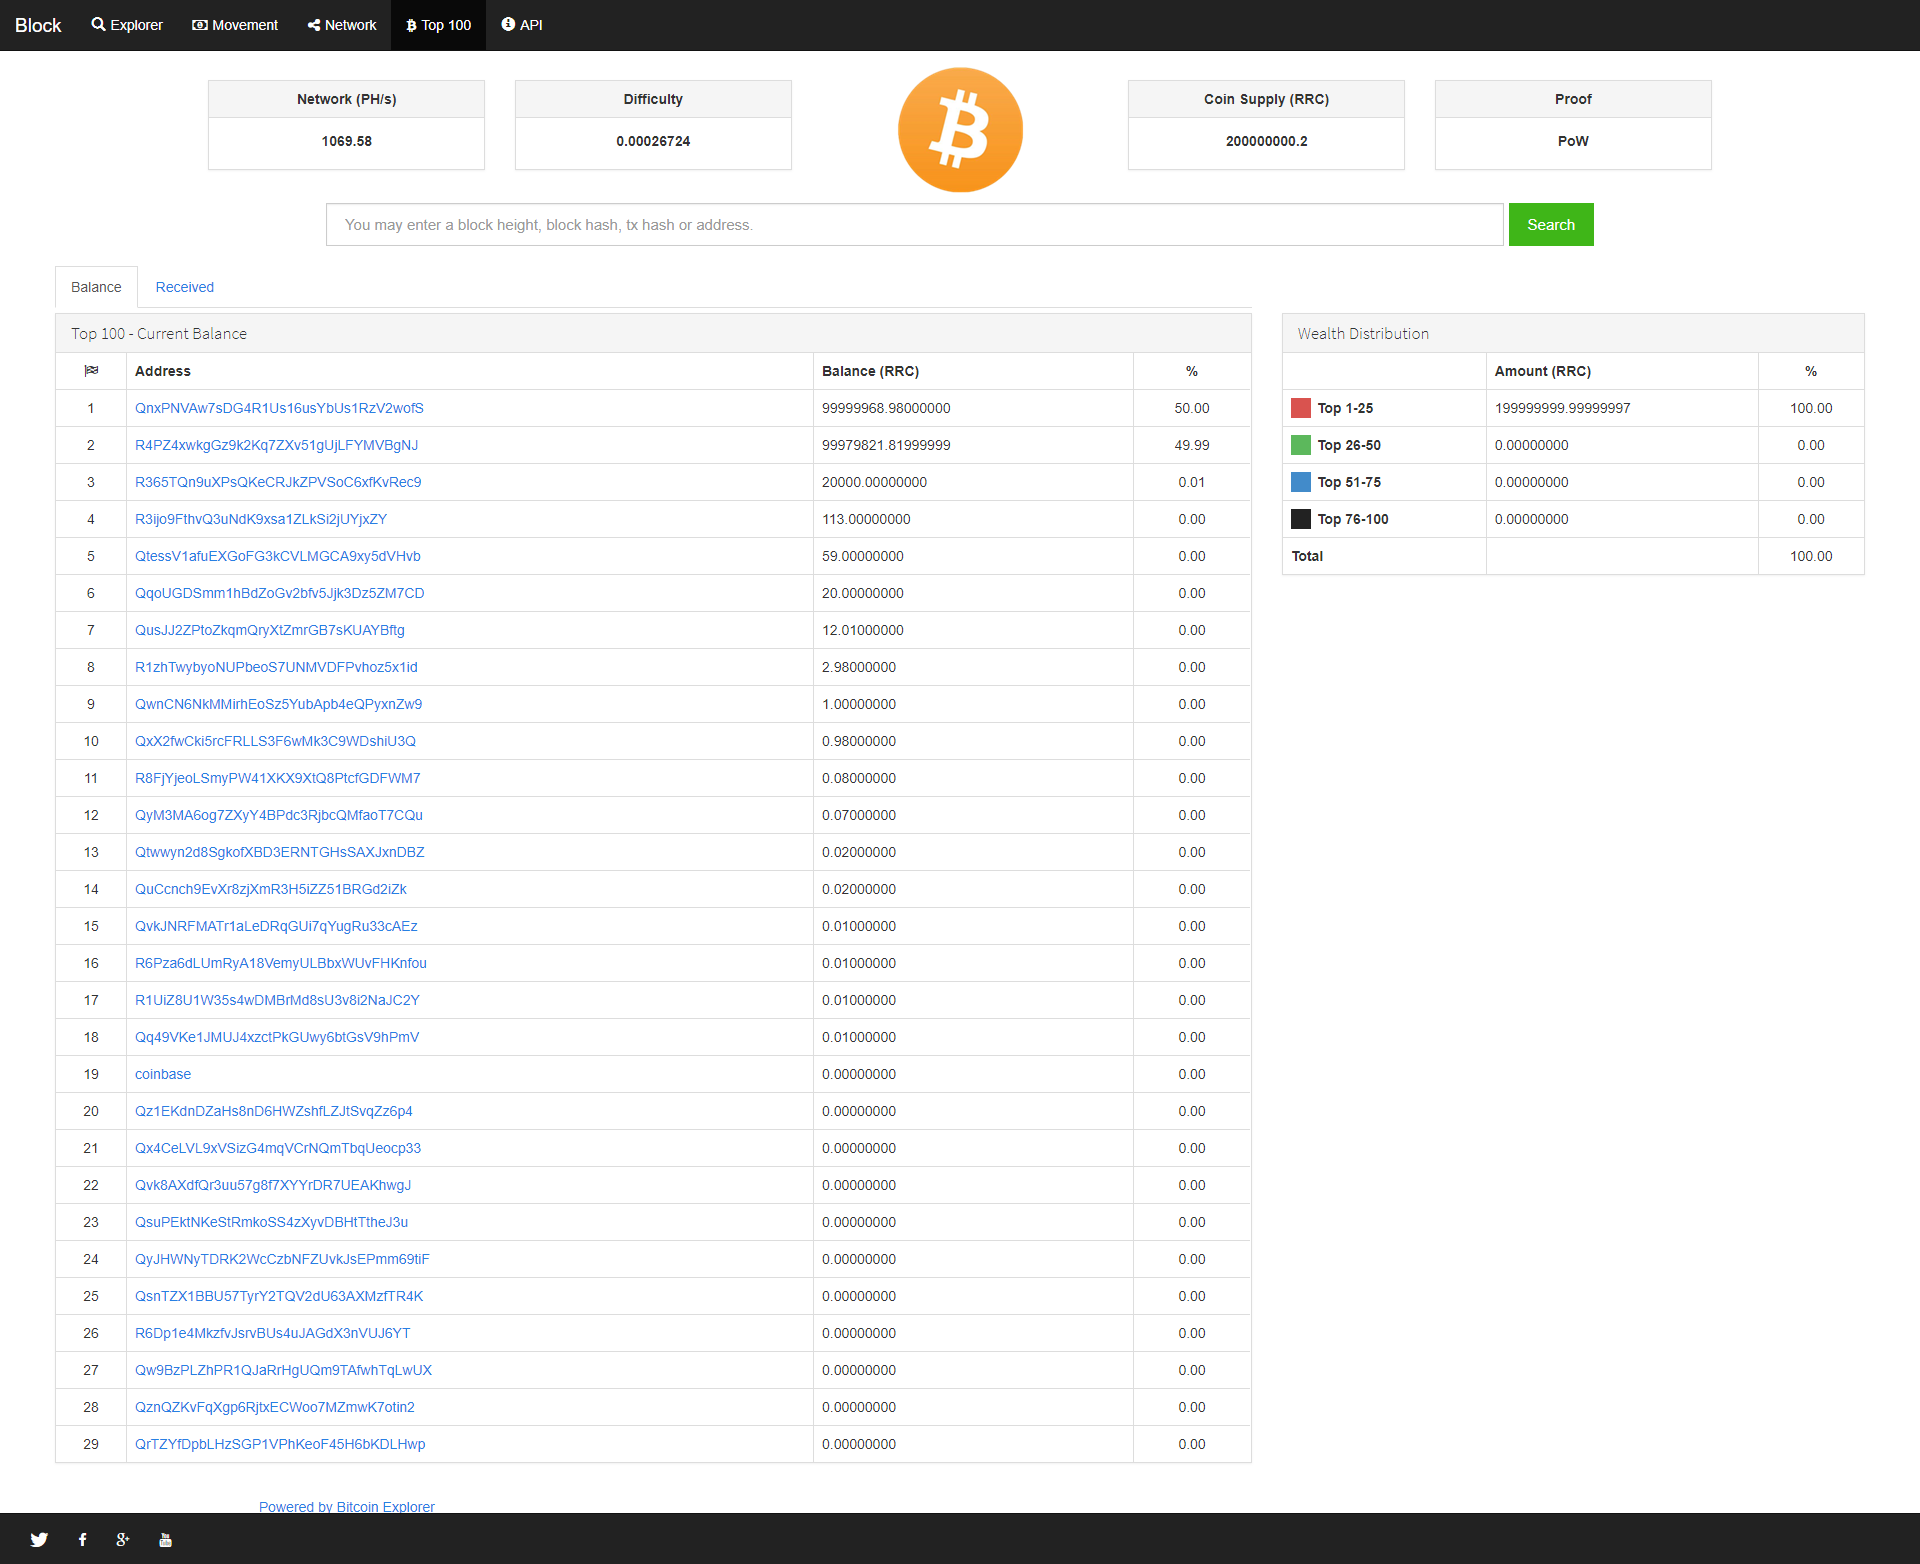 Block Explorer Movement Network Top 100 API
Network (PH/s)
1069.58
Difficulty
0.00026724
Coin Supply (RRC)
200000000.2
Proof
PoW
You may enter a block height, block hash, tx hash or address.
Search
Balance Received
Top 100 - Current Balance
Address Balance (RRC) %
1 QnxPNVAw7sDG4R1Us16usYbUs1RzV2wofS 99999968.98000000 50.00
2 R4PZ4xwkgGz9k2Kq7ZXv51gUjLFYMVBgNJ 99979821.81999999 49.99
3 R365TQn9uXPsQKeCRJkZPVSoC6xfKvRec9 20000.00000000 0.01
4 R3ijo9FthvQ3uNdK9xsa1ZLkSi2jUYjxZY 113.00000000 0.00
5 QtessV1afuEXGoFG3kCVLMGCA9xy5dVHvb 59.00000000 0.00
6 QqoUGDSmm1hBdZoGv2bfv5Jjk3Dz5ZM7CD 20.00000000 0.00
7 QusJJ2ZPtoZkqmQryXtZmrGB7sKUAYBftg 12.01000000 0.00
8 R1zhTwybyoNUPbeoS7UNMVDFPvhoz5x1id 2.98000000 0.00
9 QwnCN6NkMMirhEoSz5YubApb4eQPyxnZw9 1.00000000 0.00
10 QxX2fwCki5rcFRLLS3F6wMk3C9WDshiU3Q 0.98000000 0.00
11 R8FjYjeoLSmyPW41XKX9XtQ8PtcfGDFWM7 0.08000000 0.00
12 QyM3MA6og7ZXyY4BPdc3RjbcQMfaoT7CQu 0.07000000 0.00
13 Qtwwyn2d8SgkofXBD3ERNTGHsSAXJxnDBZ 0.02000000 0.00
14 QuCcnch9EvXr8zjXmR3H5iZZ51BRGd2iZk 0.02000000 0.00
15 QvkJNRFMATr1aLeDRqGUi7qYugRu33cAEz 0.01000000 0.00
16 R6Pza6dLUmRyA18VemyULBbxWUvFHKnfou 0.01000000 0.00
17 R1UiZ8U1W35s4wDMBrMd8sU3v8i2NaJC2Y 0.01000000 0.00
18 Qq49VKe1JMUJ4xzctPkGUwy6btGsV9hPmV 0.01000000 0.00
19 coinbase 0.00000000 0.00
20 Qz1EKdnDZaHs8nD6HWZshfLZJtSvqZz6p4 0.00000000 0.00
21 Qx4CeLVL9xVSizG4mqVCrNQmTbqUeocp33 0.00000000 0.00
22 Qvk8AXdfQr3uu57g8f7XYYrDR7UEAKhwgJ 0.00000000 0.00
23 QsuPEktNKeStRmkoSS4zXyvDBHtTtheJ3u 0.00000000 0.00
24 QyJHWNyTDRK2WcCzbNFZUvkJsEPmm69tiF 0.00000000 0.00
25 QsnTZX1BBU57TyrY2TQV2dU63AXMzfTR4K 0.00000000 0.00
26 R6Dp1e4MkzfvJsrvBUs4uJAGdX3nVUJ6YT 0.00000000 0.00
27 Qw9BzPLZhPR1QJaRrHgUQm9TAfwhTqLwUX 0.00000000 0.00
28 QznQZKvFqXgp6RjtxECWoo7MZmwK7otin2 0.00000000 0.00
29 QrTZYfDpbLHzSGP1VPhKeoF45H6bKDLHwp 0.00000000 0.00
Wealth Distribution
Amount (RRC) %
Top 1-25 199999999.99999997 100.00
Top 26-50 0.00000000 0.00
Top 51-75 0.00000000 0.00
Top 76-100 0.00000000 0.00
Total 100.00
Powered by Bitcoin Explorer